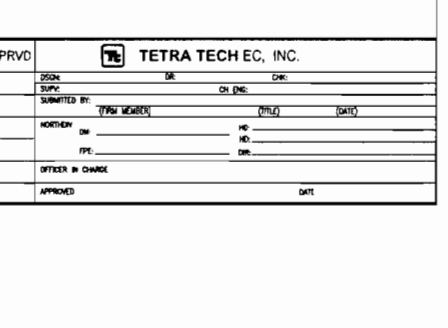 PRVD
TETRA TECH EC, INC.
DSGN: DR: CHK:
SUPV: CH ENG:
SUBMITTED BY:
(FIRM MEMBER) (TITLE) (DATE)
NORTHDIV
DM: HD:
HD:
FPE: DIR:
OFFICER IN CHARGE
APPROVED DATE